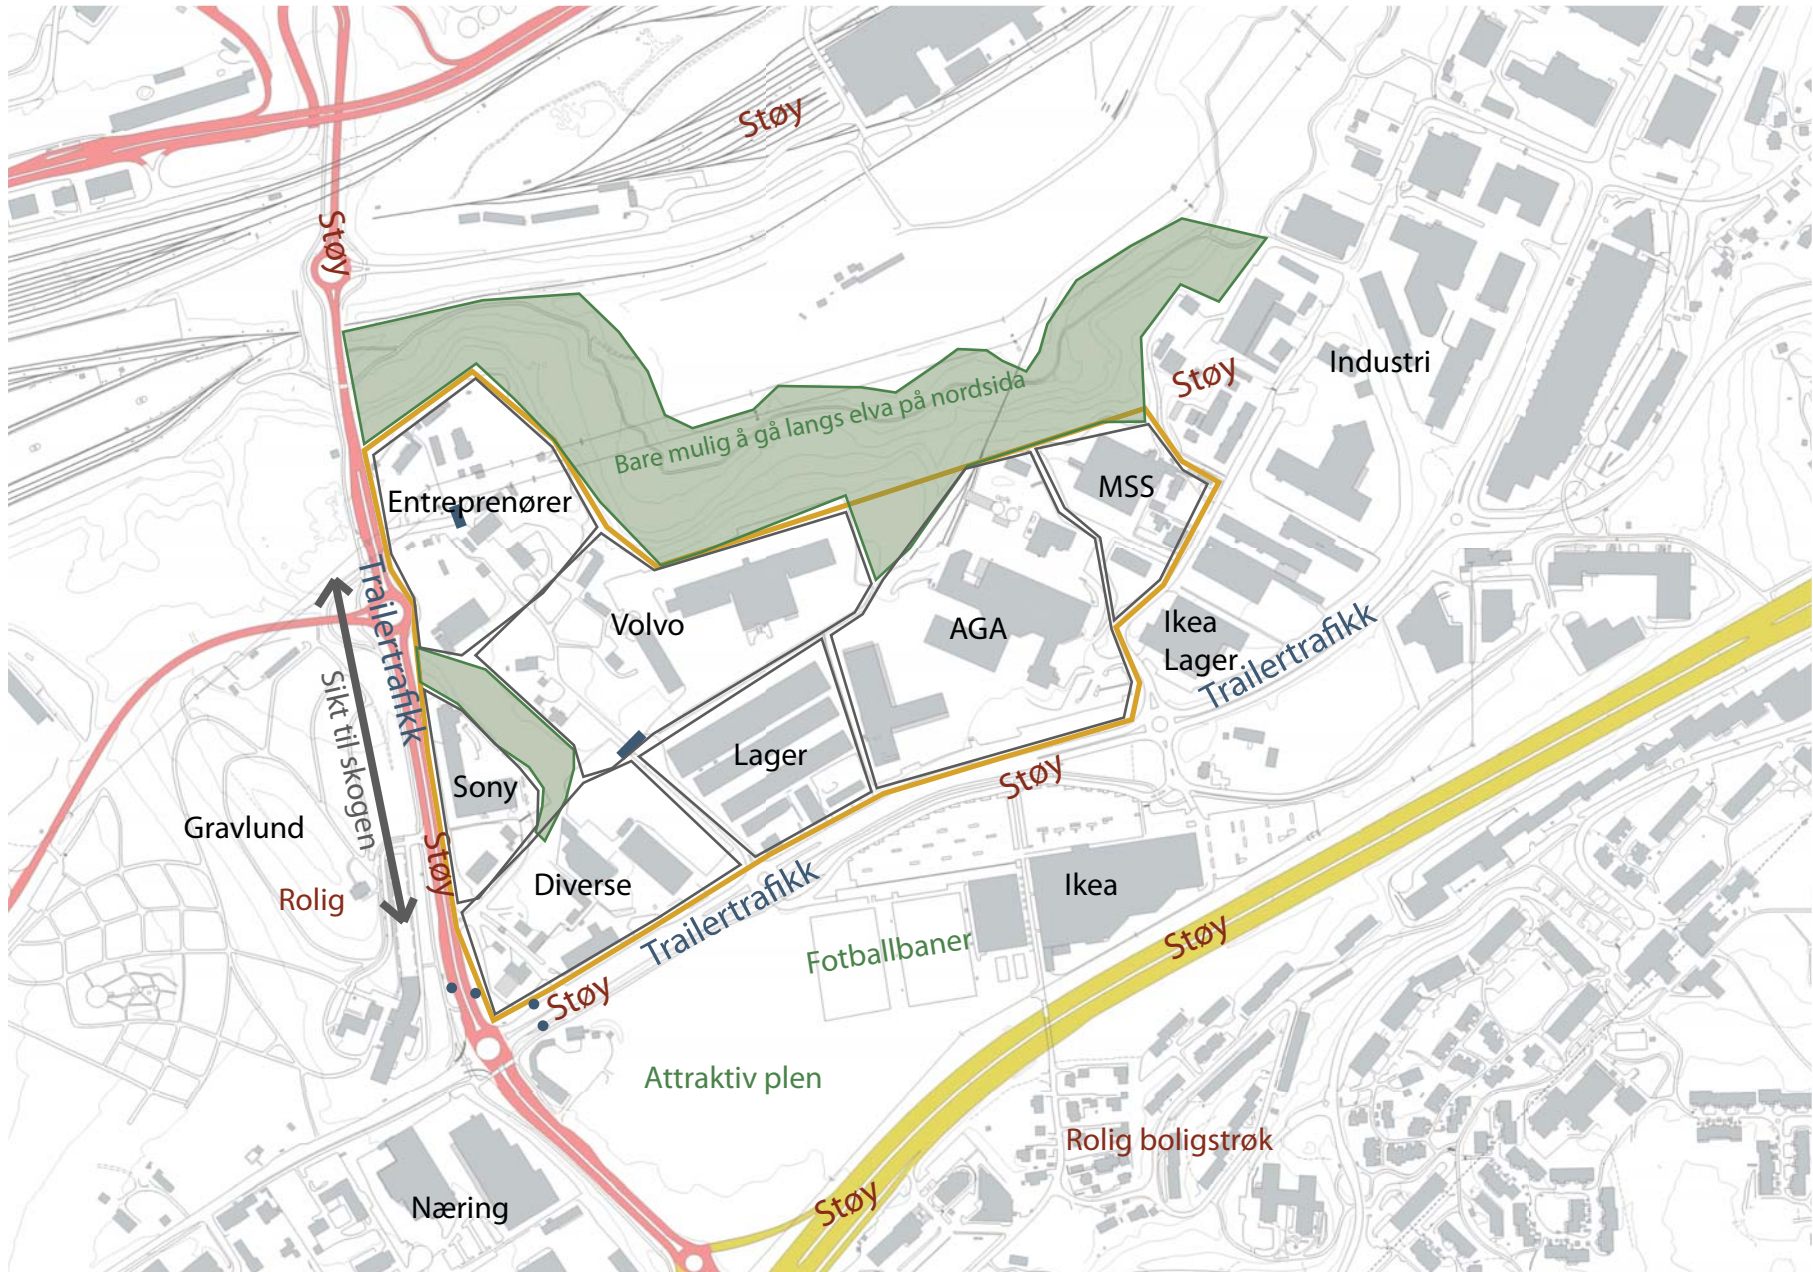 Støy
Støy
Industri
Støy
Bare mulig å gå langs elva på nordsida
MSS
Entreprenører
Trailertrafikk
Volvo
AGA
Ikea
Lager
Trailertrafikk
Sikt til skogen
Lager
Støy
Sony
Gravlund
Støy
Rolig
Diverse
Ikea
Trailertrafikk
Fotballbaner
Støy
Støy
Attraktiv plen
Rolig boligstrøk
Støy
Næring